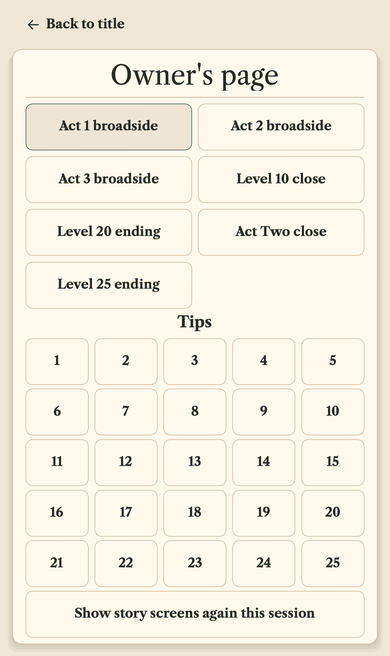 ← Back to title
Owner's page
Act 1 broadside
Act 2 broadside
Act 3 broadside
Level 10 close
Level 20 ending
Act Two close
Level 25 ending
Tips
1 2 3 4 5
6 7 8 9 10
11 12 13 14 15
16 17 18 19 20
21 22 23 24 25
Show story screens again this session